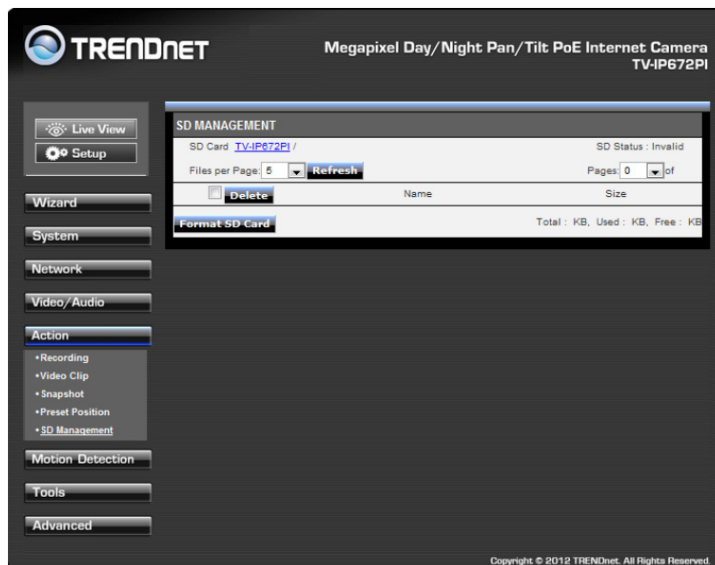 TRENDNET
Megapixel Day/Night Pan/Tilt PoE Internet Camera
TV-IP672PI
Live View
Setup
Wizard
System
Network
Video/Audio
Action
•Recording
•Video Clip
•Snapshot
•Preset Position
•SD Management
Motion Detection
Tools
Advanced
SD MANAGEMENT
SD Card TV-IP672PI / SD Status : Invalid
Files per Page: 5 Refresh Pages: 0 of
Delete Name Size
Format SD Card Total : KB, Used : KB, Free : KB
Copyright © 2012 TRENDnet. All Rights Reserved.